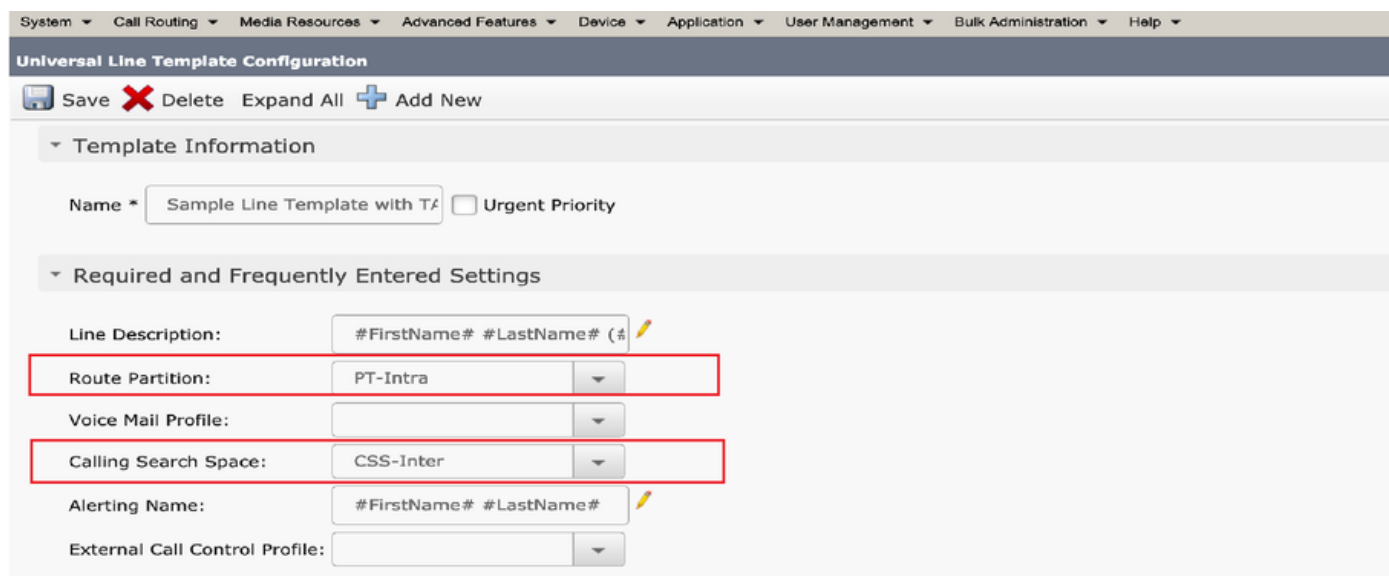 System Call Routing Media Resources Advanced Features Device Application User Management Bulk Administration Help
Universal Line Template Configuration
Save Delete Expand All Add New
Template Information
Name * Sample Line Template with TA Urgent Priority
Required and Frequently Entered Settings
Line Description: #FirstName# #LastName# (#
Route Partition: PT-Intra
Voice Mail Profile:
Calling Search Space: CSS-Inter
Alerting Name: #FirstName# #LastName#
External Call Control Profile: